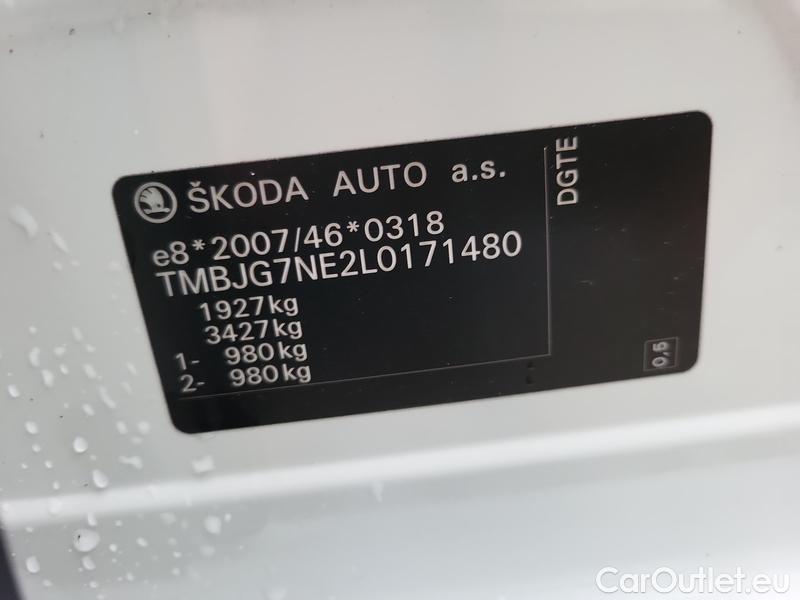 ŠKODA AUTO a.s.
e8*2007/46*0318
TMBJG7NE2L0171480
1927kg
3427kg
1- 980kg
2- 980kg
DGTE
0,5
CarOutlet.eu